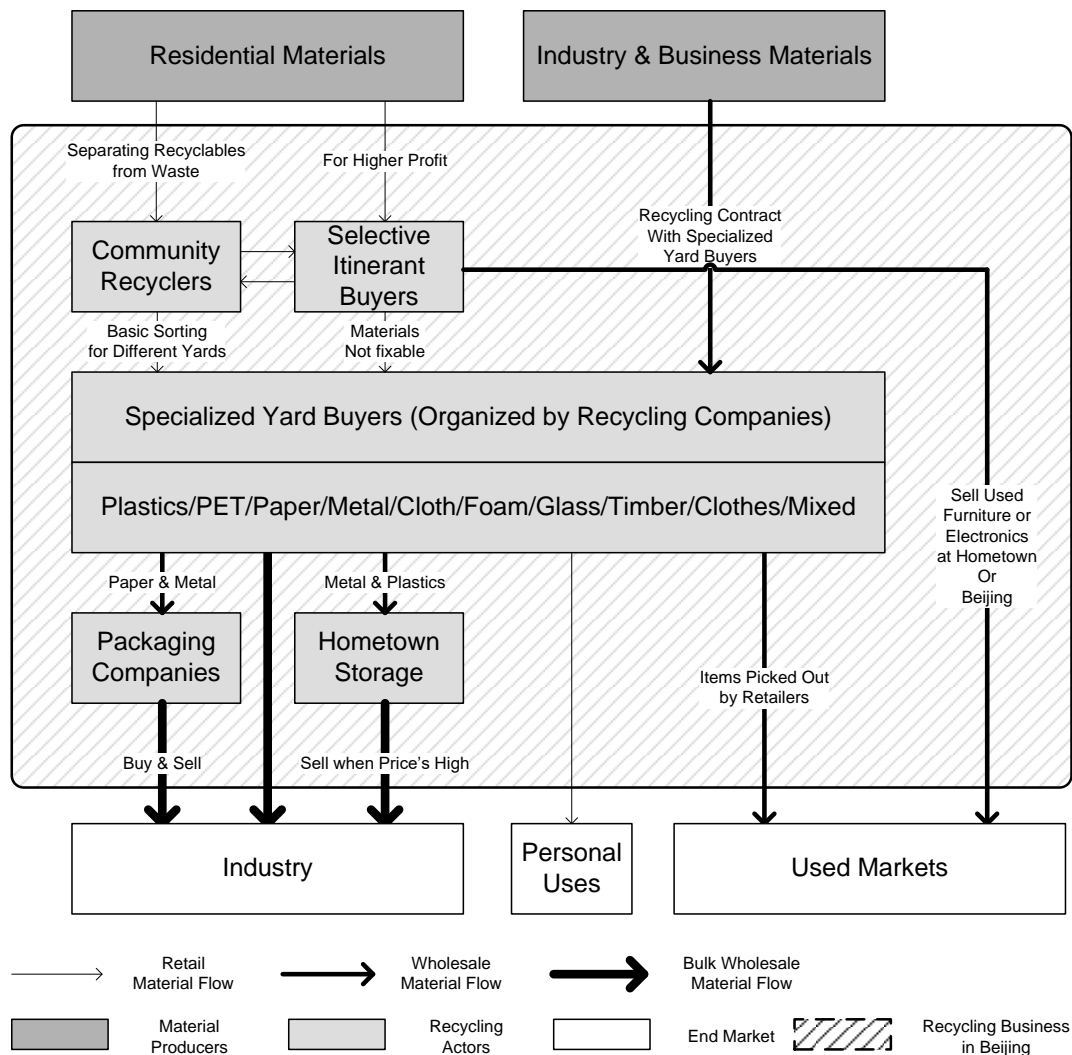 Residential Materials
Industry & Business Materials
Separating Recyclables
from Waste
For Higher Profit
Recycling Contract
With Specialized
Yard Buyers
Community
Recyclers
Selective
Itinerant
Buyers
Basic Sorting
for Different Yards
Materials
Not fixable
Specialized Yard Buyers (Organized by Recycling Companies)
Plastics/PET/Paper/Metal/Cloth/Foam/Glass/Timber/Clothes/Mixed
Sell Used
Furniture or
Electronics
at Hometown
Or
Beijing
Paper & Metal
Metal & Plastics
Packaging
Companies
Hometown
Storage
Items Picked Out
by Retailers
Buy & Sell
Sell when Price's High
Industry
Personal
Uses
Used Markets
Retail
Material Flow
Wholesale
Material Flow
Bulk Wholesale
Material Flow
Material
Producers
Recycling
Actors
End Market
Recycling Business
in Beijing